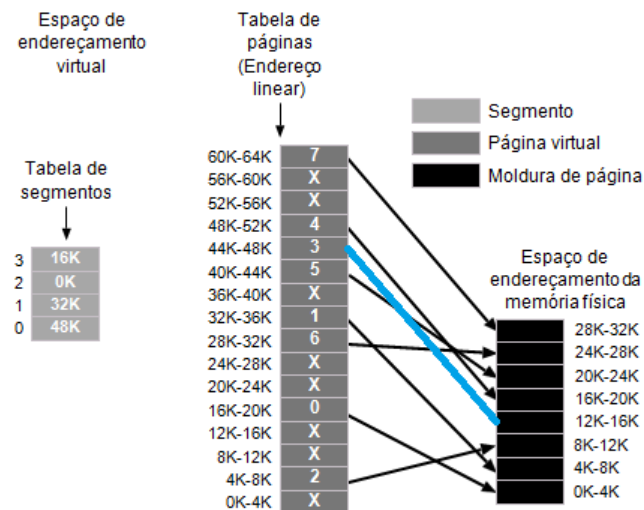 Espaço de
endereçamento
virtual
Tabela de
páginas
(Endereço
linear)
Segmento
Página virtual
Moldura de página
Tabela de
segmentos
3 16K
2 0K
1 32K
0 48K
60K-64K 7
56K-60K X
52K-56K X
48K-52K 4
44K-48K 3
40K-44K 5
36K-40K X
32K-36K 1
28K-32K 6
24K-28K X
20K-24K X
16K-20K 0
12K-16K X
8K-12K X
4K-8K 2
0K-4K X
Espaço de
endereçamento da
memória física
28K-32K
24K-28K
20K-24K
16K-20K
12K-16K
8K-12K
4K-8K
0K-4K